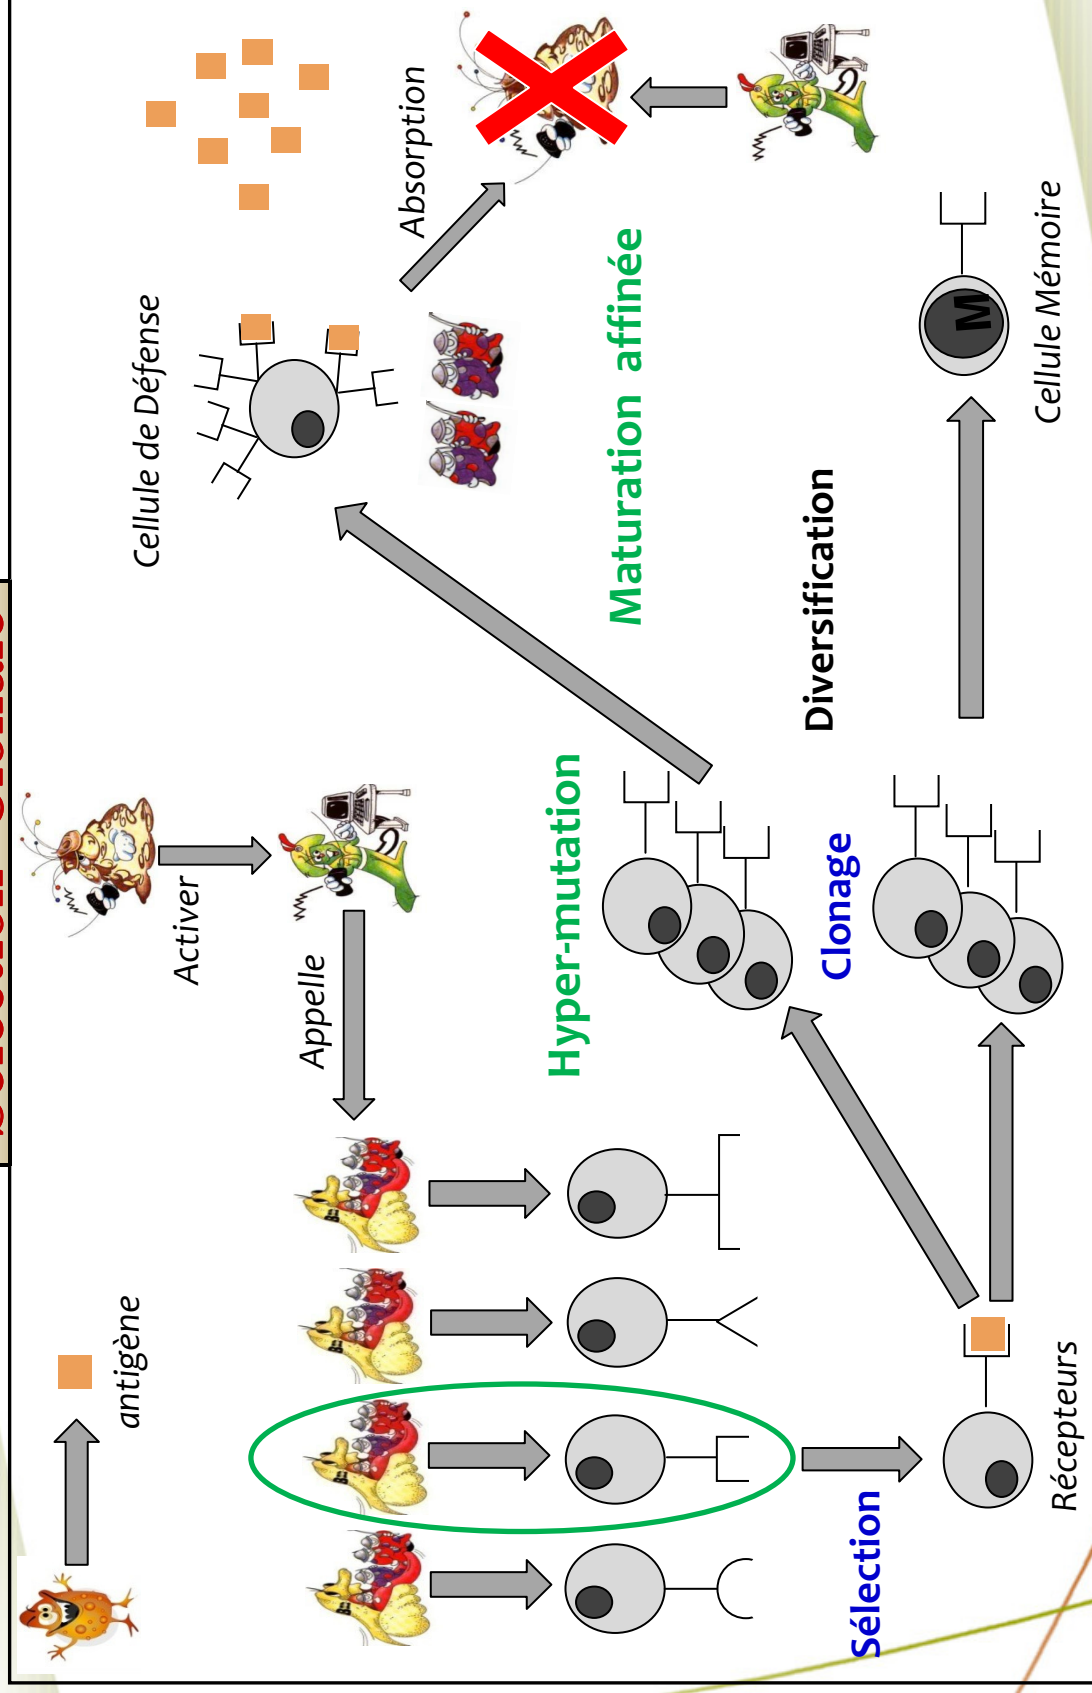 antigène
Cellule de Défense
Activer
Appelle
Absorption
Hyper-mutation
Maturation affinée
Diversification
Clonage
Sélection
M
Cellule Mémoire
Récepteurs